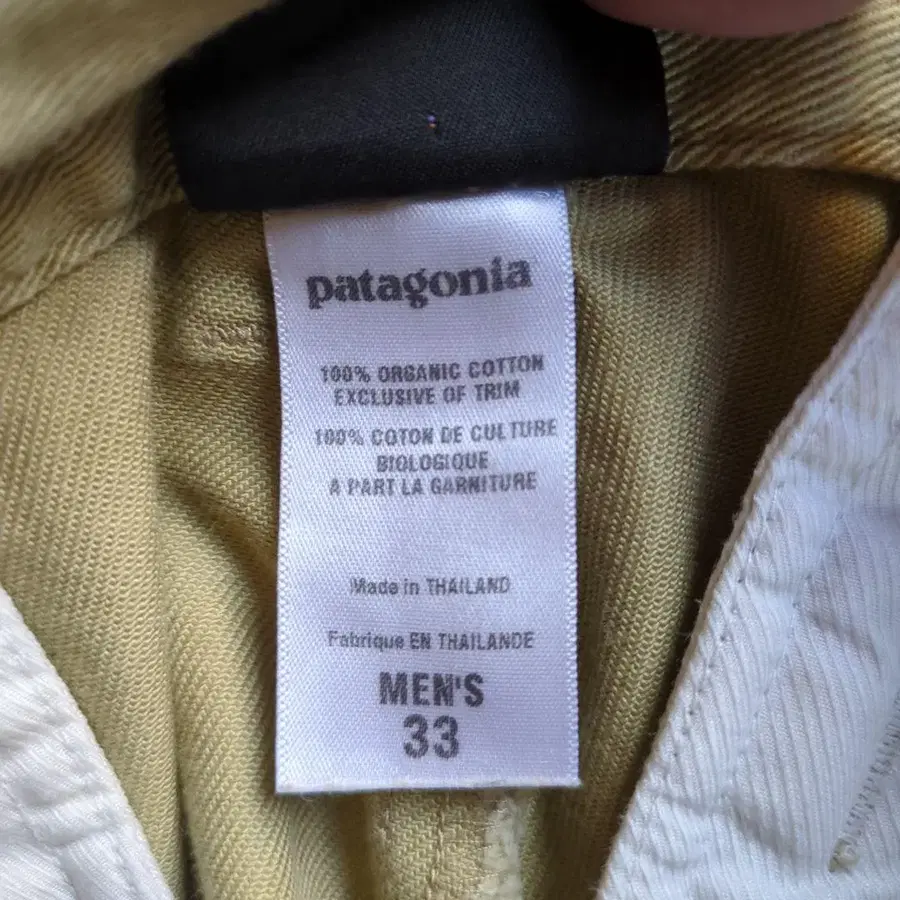 patagonia
100% ORGANIC COTTON
EXCLUSIVE OF TRIM
100% COTON DE CULTURE
BIOLOGIQUE
A PART LA GARNITURE
Made in THAILAND
Fabrique EN THAILANDE
MEN'S
33